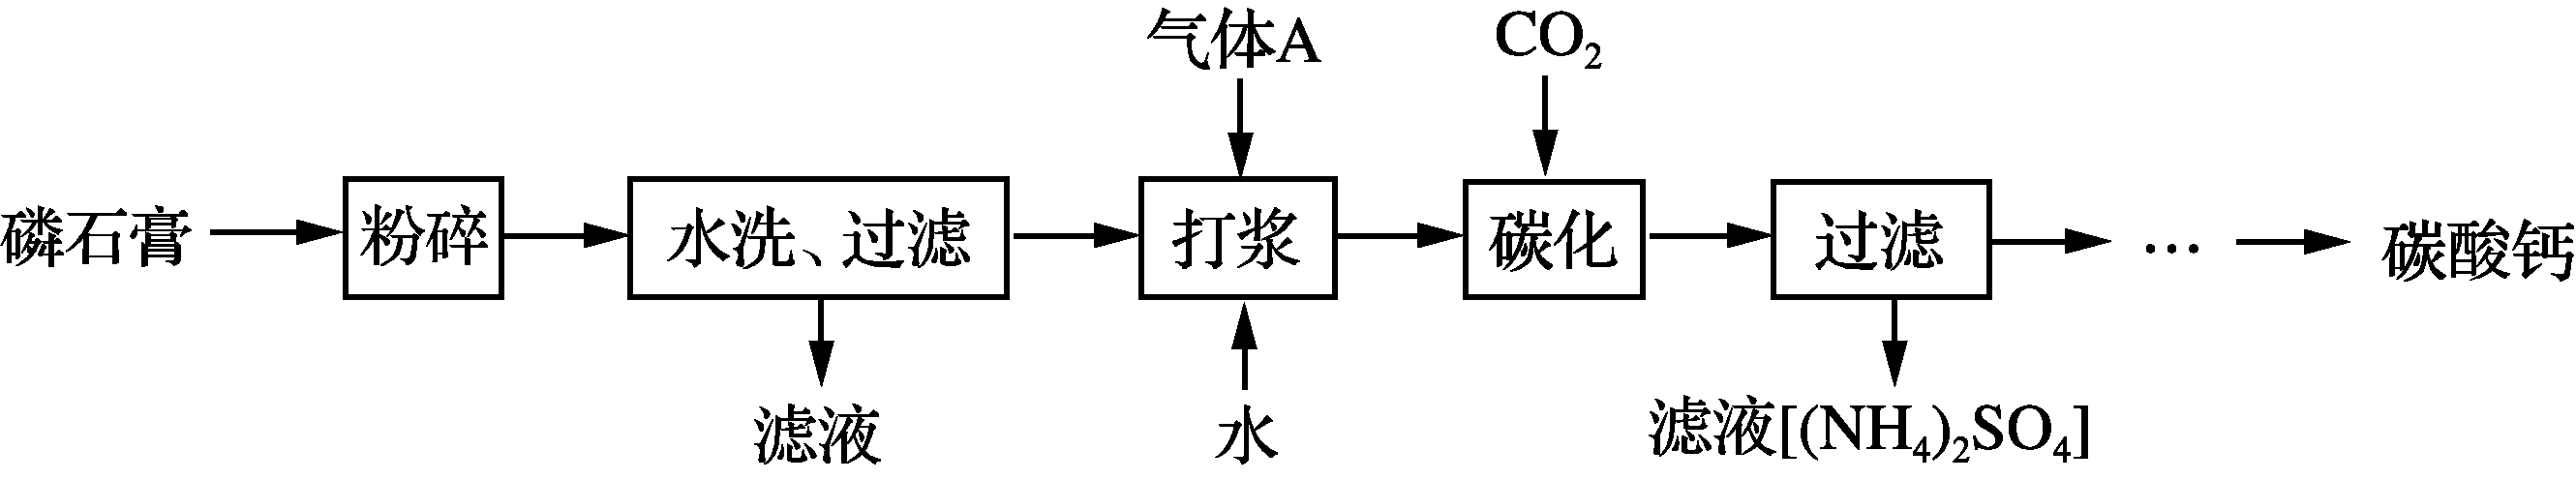 气体A
CO₂
磷石膏
粉碎
水洗、过滤
打浆
碳化
过滤
…
碳酸钙
滤液
水
滤液[(NH₄)₂SO₄]